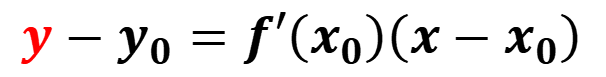 y − y₀ = f′(x₀)(x − x₀)